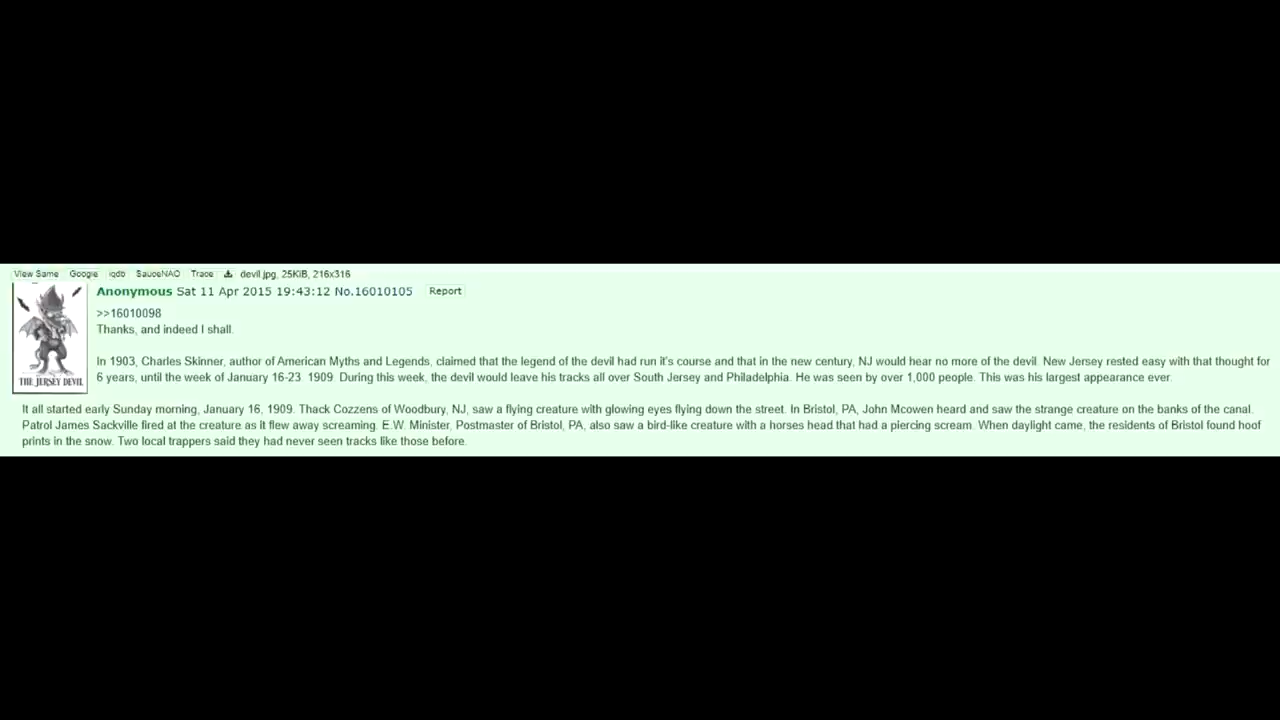 View Same Google iqdb SauceNAO Trace devil.jpg, 25KiB, 216x316
Anonymous Sat 11 Apr 2015 19:43:12 No.16010105 Report
>>16010098
Thanks, and indeed I shall.
In 1903, Charles Skinner, author of American Myths and Legends, claimed that the legend of the devil had run it's course and that in the new century, NJ would hear no more of the devil. New Jersey rested easy with that thought for
6 years, until the week of January 16-23, 1909. During this week, the devil would leave his tracks all over South Jersey and Philadelphia. He was seen by over 1,000 people. This was his largest appearance ever.
THE JERSEY DEVIL
It all started early Sunday morning, January 16, 1909. Thack Cozzens of Woodbury, NJ, saw a flying creature with glowing eyes flying down the street. In Bristol, PA, John Mcowen heard and saw the strange creature on the banks of the canal.
Patrol James Sackville fired at the creature as it flew away screaming. E.W. Minister, Postmaster of Bristol, PA, also saw a bird-like creature with a horses head that had a piercing scream. When daylight came, the residents of Bristol found hoof
prints in the snow. Two local trappers said they had never seen tracks like those before.